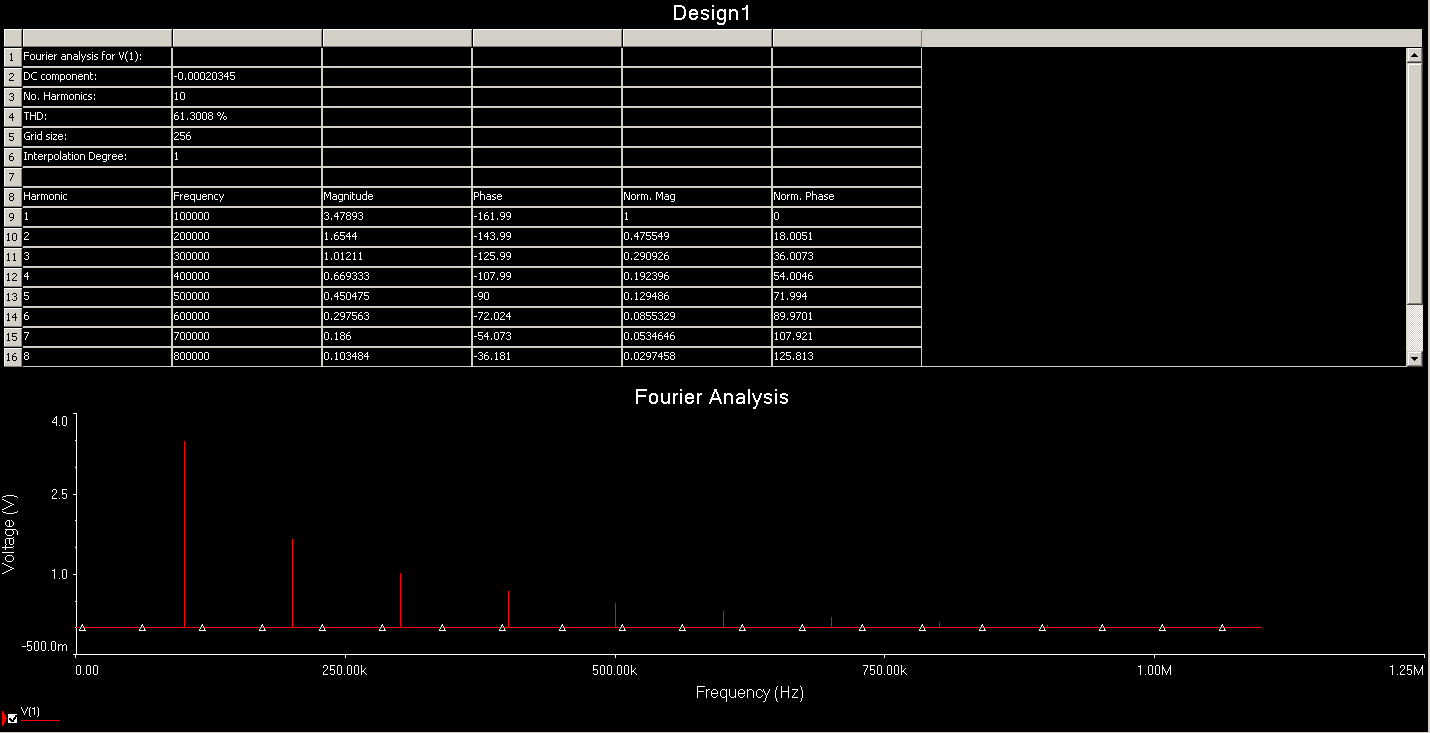 Design1
1 Fourier analysis for V(1):
2 DC component: -0.00020345
3 No. Harmonics: 10
4 THD: 61.3008 %
5 Grid size: 256
6 Interpolation Degree: 1
7
8 Harmonic Frequency Magnitude Phase Norm. Mag Norm. Phase
9 1 100000 3.47893 -161.99 1 0
10 2 200000 1.6544 -143.99 0.475549 18.0051
11 3 300000 1.01211 -125.99 0.290926 36.0073
12 4 400000 0.669333 -107.99 0.192396 54.0046
13 5 500000 0.450475 -90 0.129486 71.994
14 6 600000 0.297563 -72.024 0.0855329 89.9701
15 7 700000 0.186 -54.073 0.0534646 107.921
16 8 800000 0.103484 -36.181 0.0297458 125.813
Fourier Analysis
4.0
2.5
1.0
-500.0m
Voltage (V)
0.00 250.00k 500.00k 750.00k 1.00M 1.25M
Frequency (Hz)
V(1)